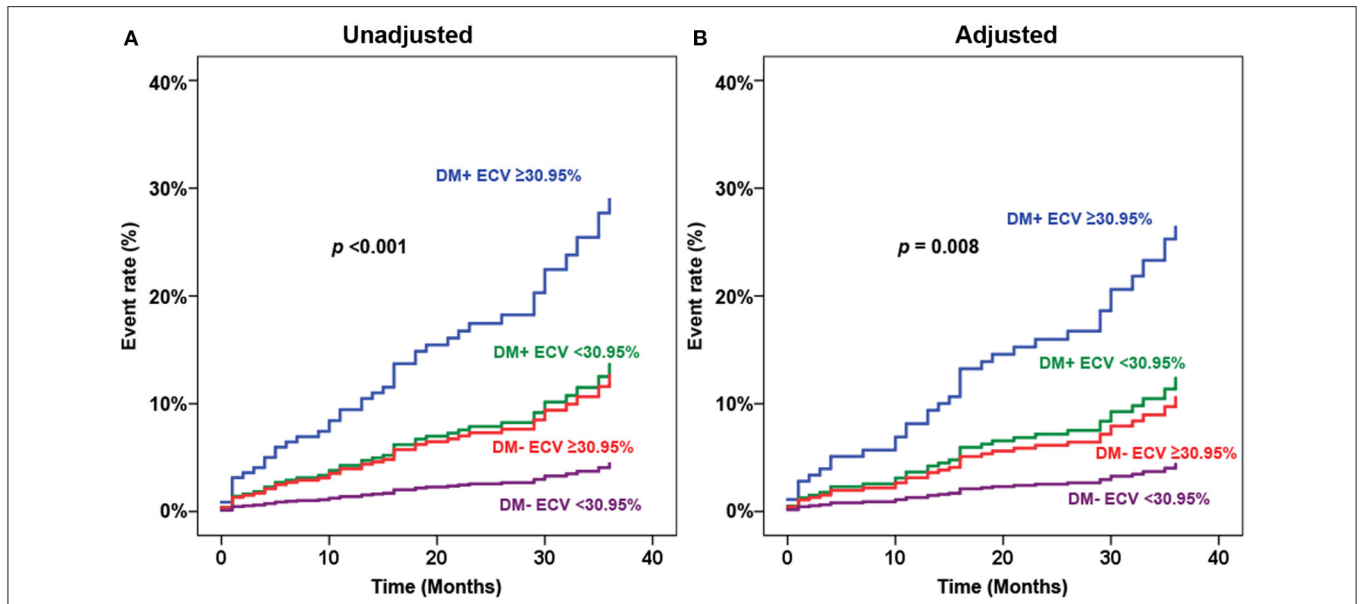 A
Unadjusted
40%
30%
20%
10%
0%
Event rate (%)
DM+ ECV ≥30.95%
p <0.001
DM+ ECV <30.95%
DM- ECV ≥30.95%
DM- ECV <30.95%
0
10
20
30
40
Time (Months)
B
Adjusted
40%
30%
20%
10%
0%
Event rate (%)
DM+ ECV ≥30.95%
p = 0.008
DM+ ECV <30.95%
DM- ECV ≥30.95%
DM- ECV <30.95%
0
10
20
30
40
Time (Months)